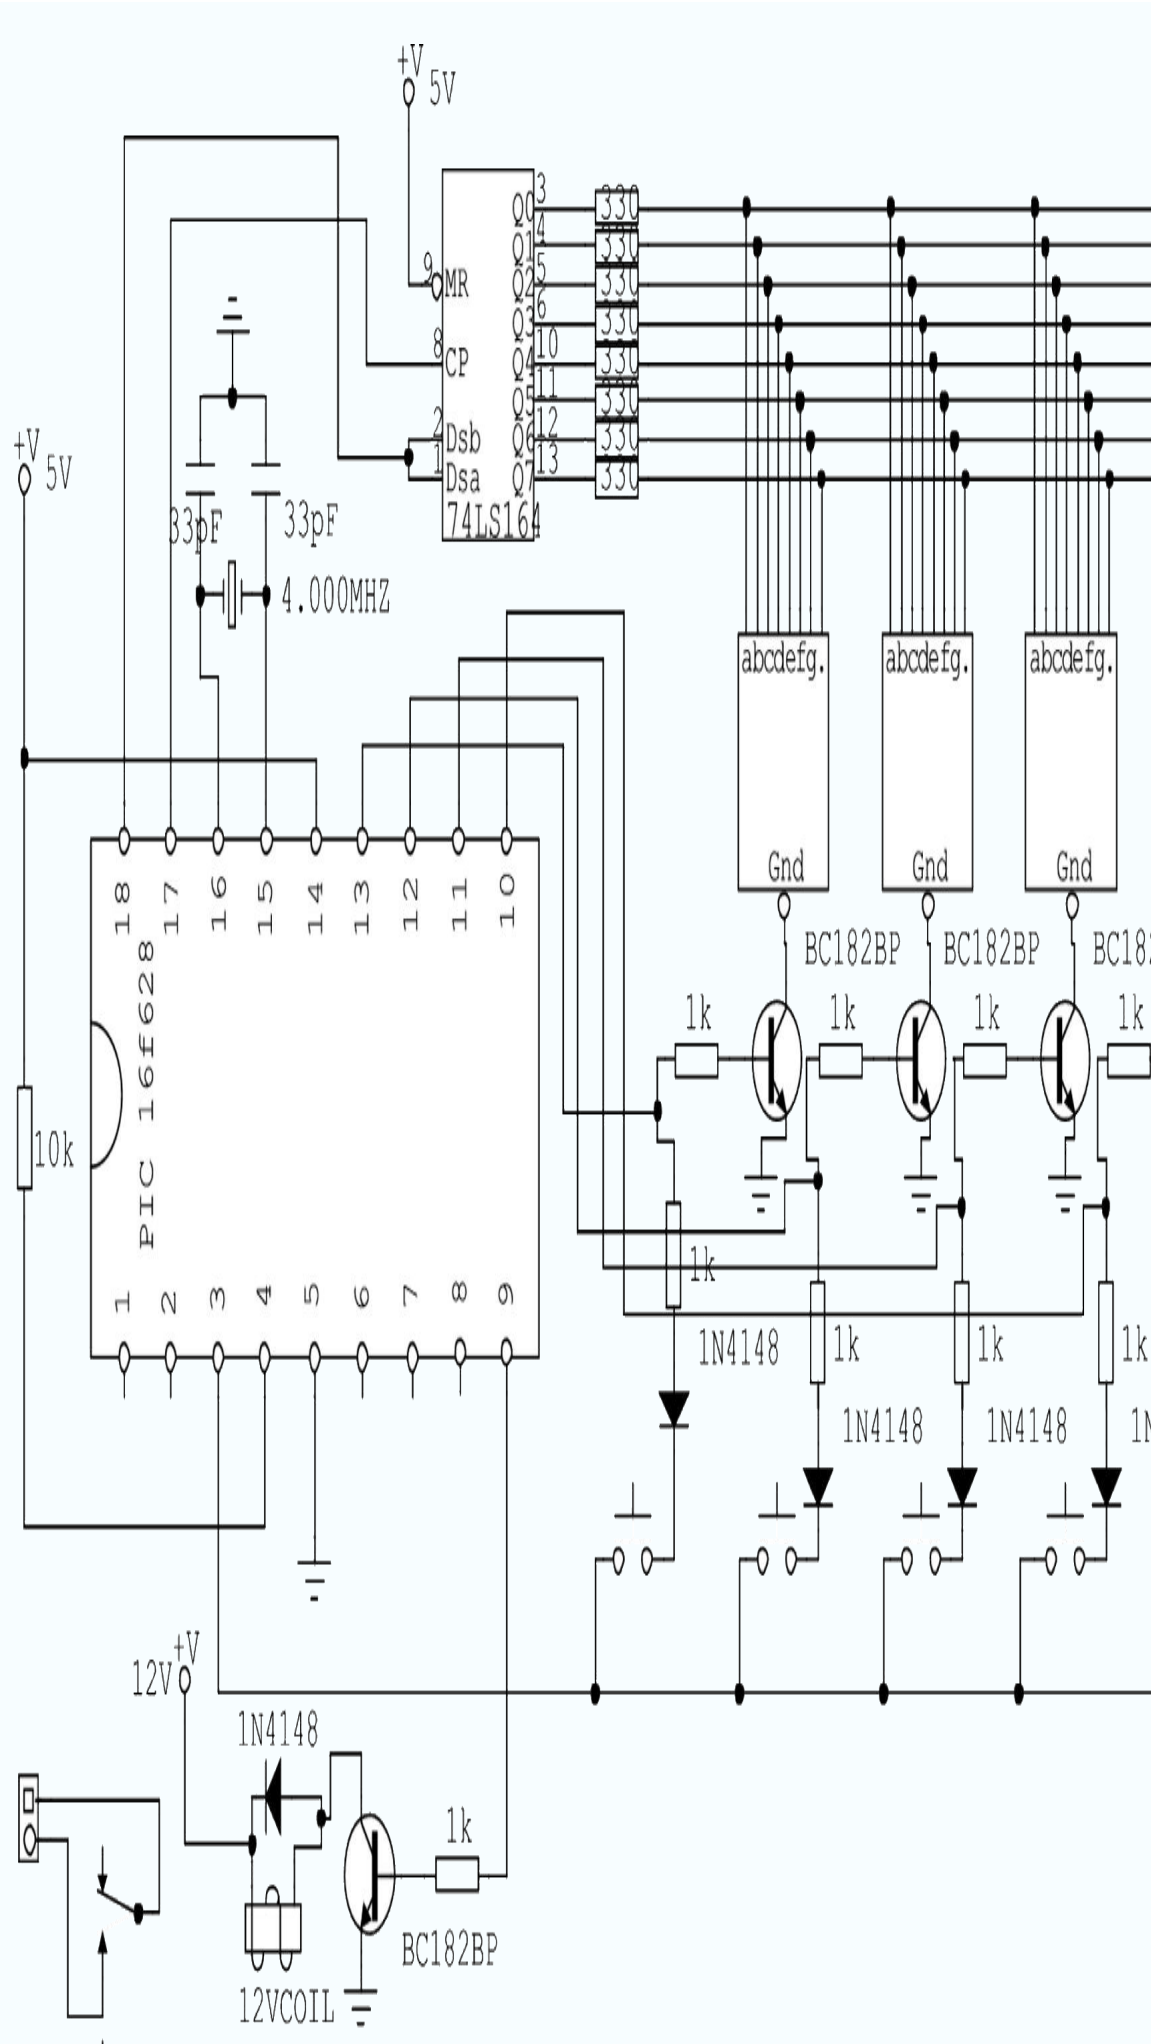 +V
5V
3
Q0
330
4
Q1
330
5
9
MR
Q2
330
6
Q3
330
8
CP
10
Q4
330
11
Q5
330
2
Dsb
12
Q6
330
1
Dsa
13
Q7
330
74LS164
+V
5V
33pF
33pF
4.000MHZ
abcdefg.
abcdefg.
abcdefg.
Gnd
Gnd
Gnd
18
17
16
15
14
13
12
11
10
PIC 16f628
BC182BP
BC182BP
BC182
1k
1k
1k
1k
10k
1k
1
2
3
4
5
6
7
8
9
1N4148
1k
1k
1k
1N4148
1N4148
1N
+V
12V
1N4148
1k
BC182BP
12VCOIL